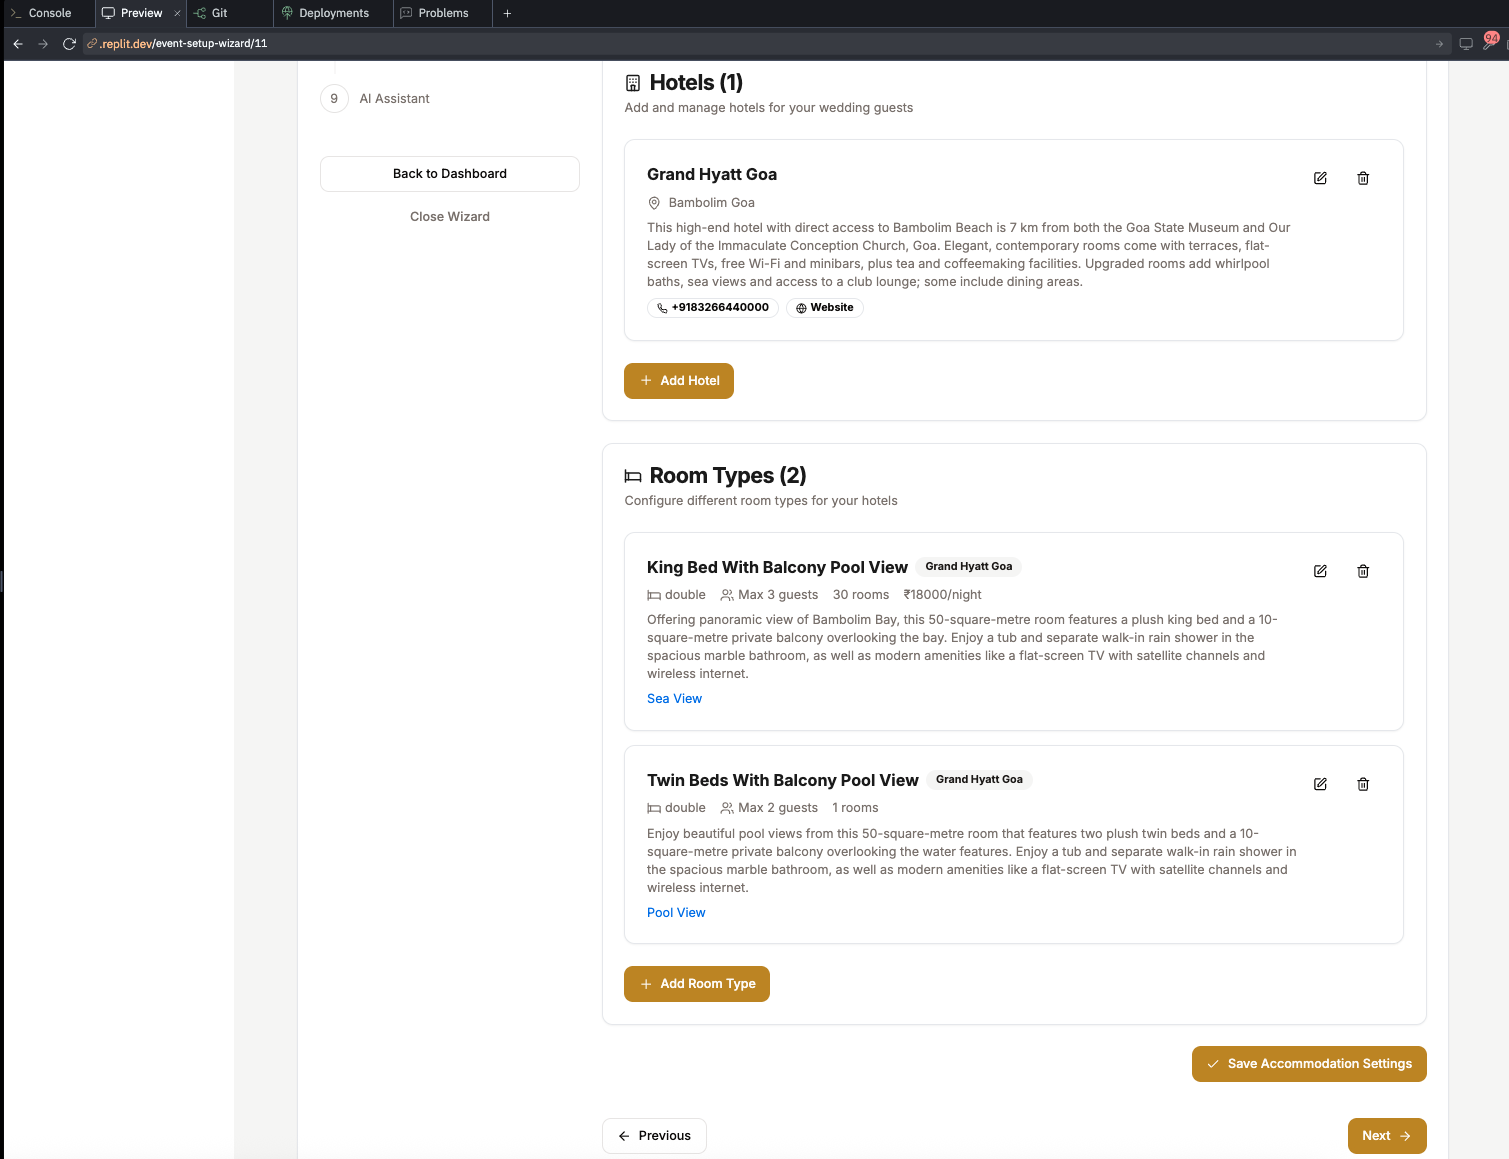 Console
Preview
Git
Deployments
Problems
.replit.dev/event-setup-wizard/11
94
9 AI Assistant
Back to Dashboard
Close Wizard
Hotels (1)
Add and manage hotels for your wedding guests
Grand Hyatt Goa
Bambolim Goa
This high-end hotel with direct access to Bambolim Beach is 7 km from both the Goa State Museum and Our
Lady of the Immaculate Conception Church, Goa. Elegant, contemporary rooms come with terraces, flat-
screen TVs, free Wi-Fi and minibars, plus tea and coffeemaking facilities. Upgraded rooms add whirlpool
baths, sea views and access to a club lounge; some include dining areas.
+9183266440000 Website
+ Add Hotel
Room Types (2)
Configure different room types for your hotels
King Bed With Balcony Pool View Grand Hyatt Goa
double Max 3 guests 30 rooms ₹18000/night
Offering panoramic view of Bambolim Bay, this 50-square-metre room features a plush king bed and a 10-
square-metre private balcony overlooking the bay. Enjoy a tub and separate walk-in rain shower in the
spacious marble bathroom, as well as modern amenities like a flat-screen TV with satellite channels and
wireless internet.
Sea View
Twin Beds With Balcony Pool View Grand Hyatt Goa
double Max 2 guests 1 rooms
Enjoy beautiful pool views from this 50-square-metre room that features two plush twin beds and a 10-
square-metre private balcony overlooking the water features. Enjoy a tub and separate walk-in rain shower in
the spacious marble bathroom, as well as modern amenities like a flat-screen TV with satellite channels and
wireless internet.
Pool View
+ Add Room Type
Save Accommodation Settings
Previous
Next